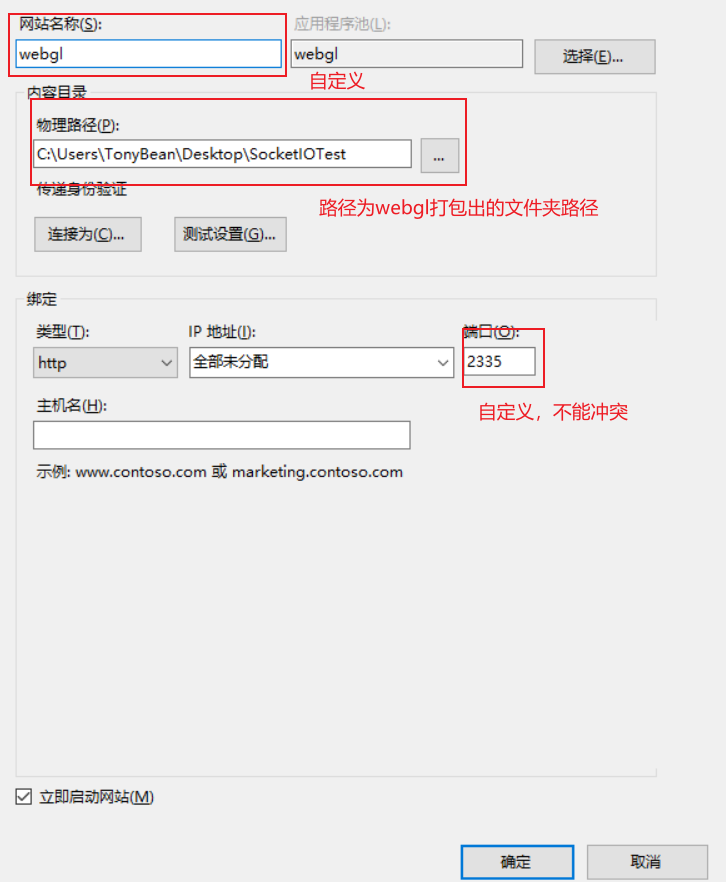 网站名称(S):
应用程序池(L):
webgl
webgl
选择(E)...
自定义
内容目录
物理路径(P):
C:\Users\TonyBean\Desktop\SocketIOTest
...
传递身份验证
路径为webgl打包出的文件夹路径
连接为(C)...
测试设置(G)...
绑定
类型(T):
IP 地址(I):
端口(O):
http
全部未分配
2335
主机名(H):
自定义，不能冲突
示例: www.contoso.com 或 marketing.contoso.com
立即启动网站(M)
确定
取消